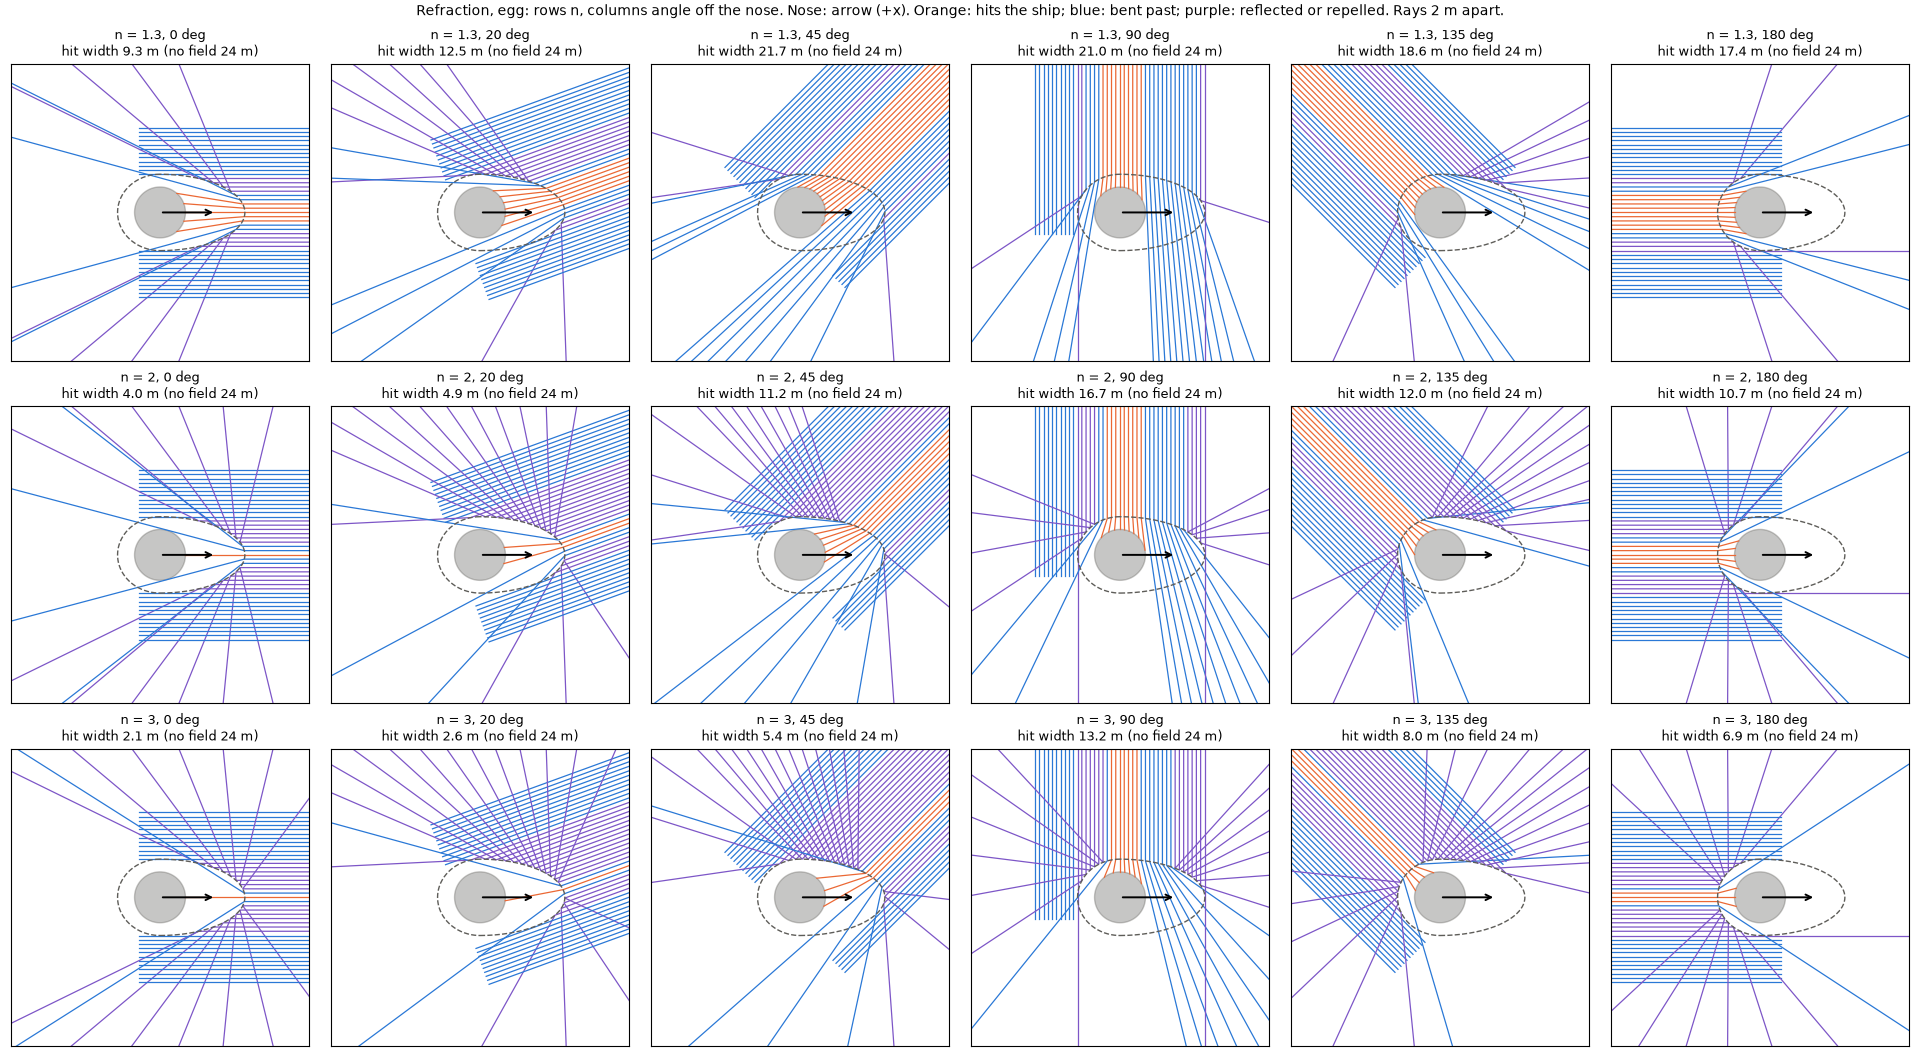 Refraction, egg: rows n, columns angle off the nose. Nose: arrow (+x). Orange: hits the ship; blue: bent past; purple: reflected or repelled. Rays 2 m apart.
n = 1.3, 0 deg
hit width 9.3 m (no field 24 m)
n = 1.3, 20 deg
hit width 12.5 m (no field 24 m)
n = 1.3, 45 deg
hit width 21.7 m (no field 24 m)
n = 1.3, 90 deg
hit width 21.0 m (no field 24 m)
n = 1.3, 135 deg
hit width 18.6 m (no field 24 m)
n = 1.3, 180 deg
hit width 17.4 m (no field 24 m)
n = 2, 0 deg
hit width 4.0 m (no field 24 m)
n = 2, 20 deg
hit width 4.9 m (no field 24 m)
n = 2, 45 deg
hit width 11.2 m (no field 24 m)
n = 2, 90 deg
hit width 16.7 m (no field 24 m)
n = 2, 135 deg
hit width 12.0 m (no field 24 m)
n = 2, 180 deg
hit width 10.7 m (no field 24 m)
n = 3, 0 deg
hit width 2.1 m (no field 24 m)
n = 3, 20 deg
hit width 2.6 m (no field 24 m)
n = 3, 45 deg
hit width 5.4 m (no field 24 m)
n = 3, 90 deg
hit width 13.2 m (no field 24 m)
n = 3, 135 deg
hit width 8.0 m (no field 24 m)
n = 3, 180 deg
hit width 6.9 m (no field 24 m)